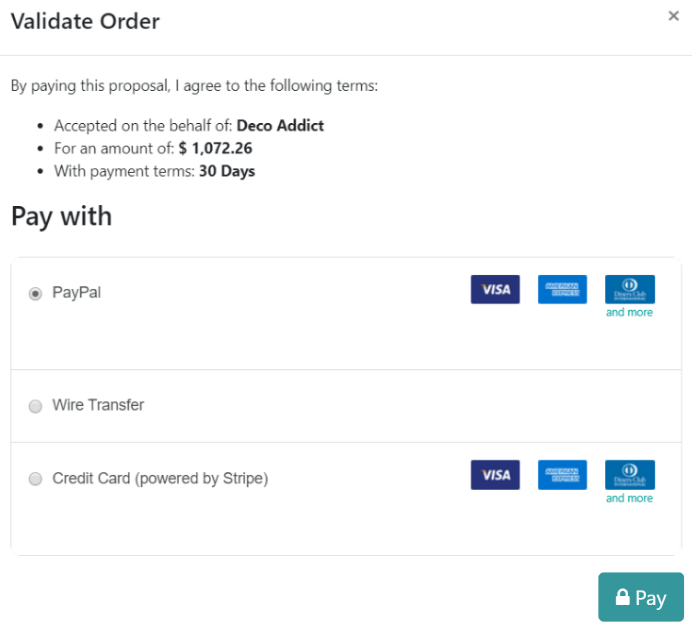 Validate Order
×
By paying this proposal, I agree to the following terms:
• Accepted on the behalf of: Deco Addict
• For an amount of: $ 1,072.26
• With payment terms: 30 Days
Pay with
PayPal
VISA
AMERICAN EXPRESS
Diners Club INTERNATIONAL
and more
Wire Transfer
Credit Card (powered by Stripe)
VISA
AMERICAN EXPRESS
Diners Club INTERNATIONAL
and more
Pay